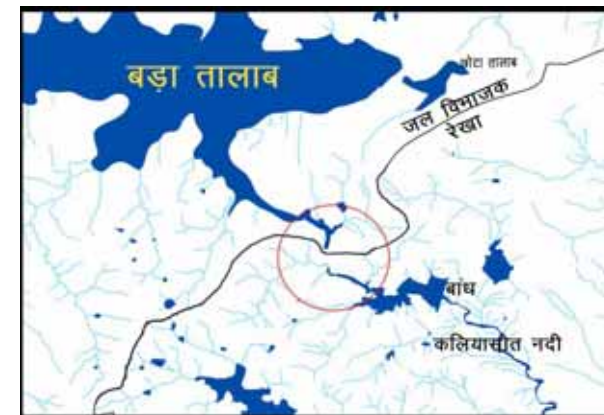 बड़ा तालाब
छोटा तालाब
जल विभाजक
रेखा
बांध
कलियासोत नदी